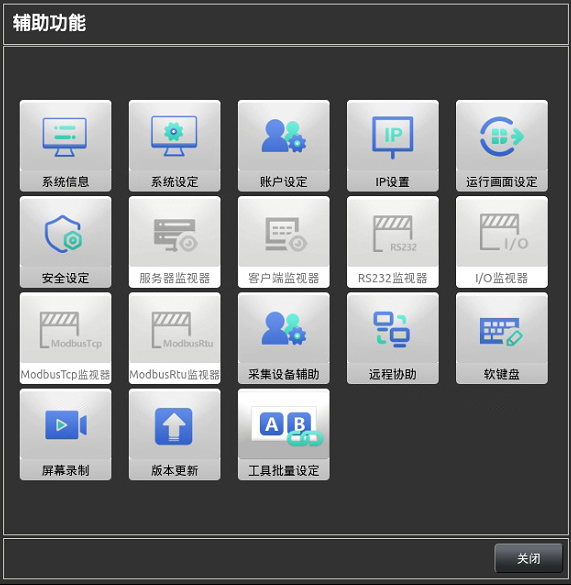 辅助功能
系统信息
系统设定
账户设定
IP
IP设置
运行画面设定
安全设定
服务器监视器
客户端监视器
RS232
RS232监视器
I/O
I/O监视器
ModbusTcp
ModbusTcp监视器
ModbusRtu
ModbusRtu监视器
采集设备辅助
远程协助
软键盘
屏幕录制
版本更新
A B
工具批量设定
关闭